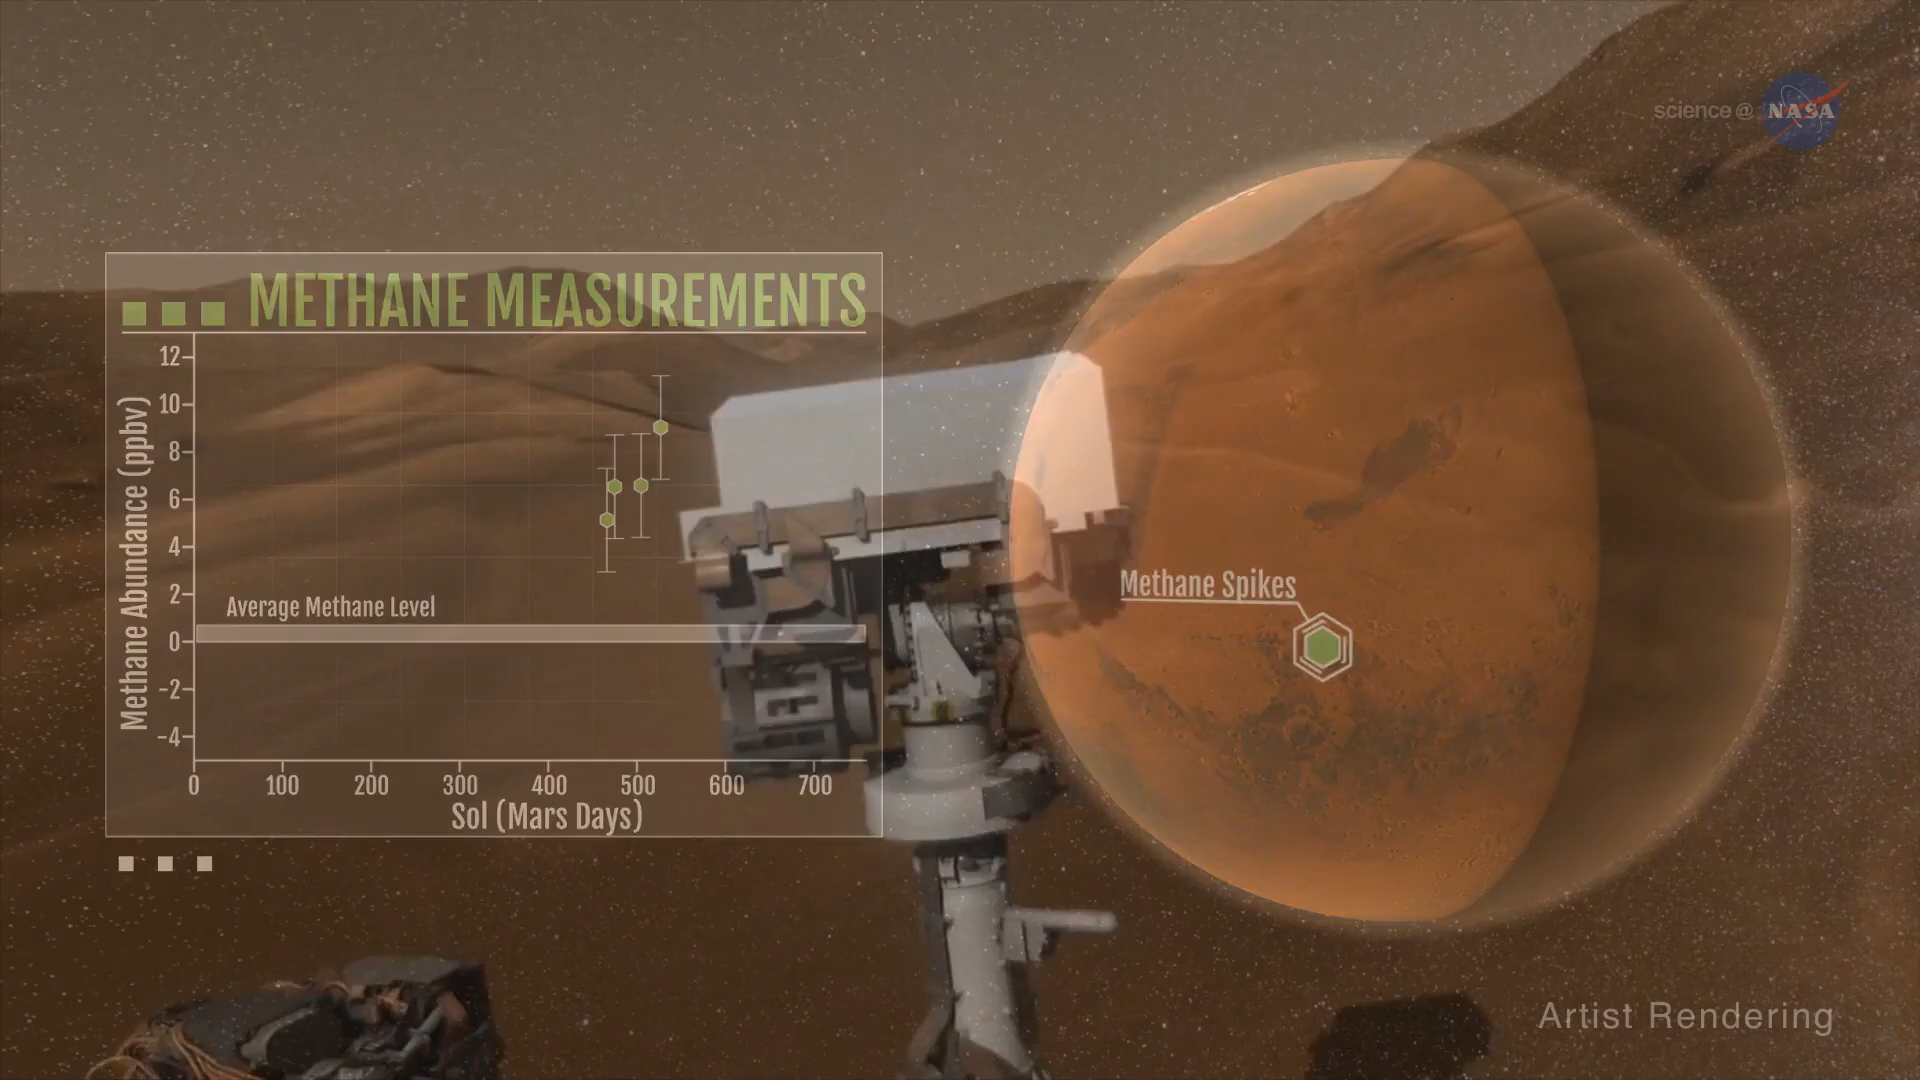 science @ NASA
METHANE MEASUREMENTS
12
10
8
6
4
2
0
-2
-4
Methane Abundance (ppbv)
Average Methane Level
0 100 200 300 400 500 600 700
Sol (Mars Days)
Methane Spikes
Artist Rendering